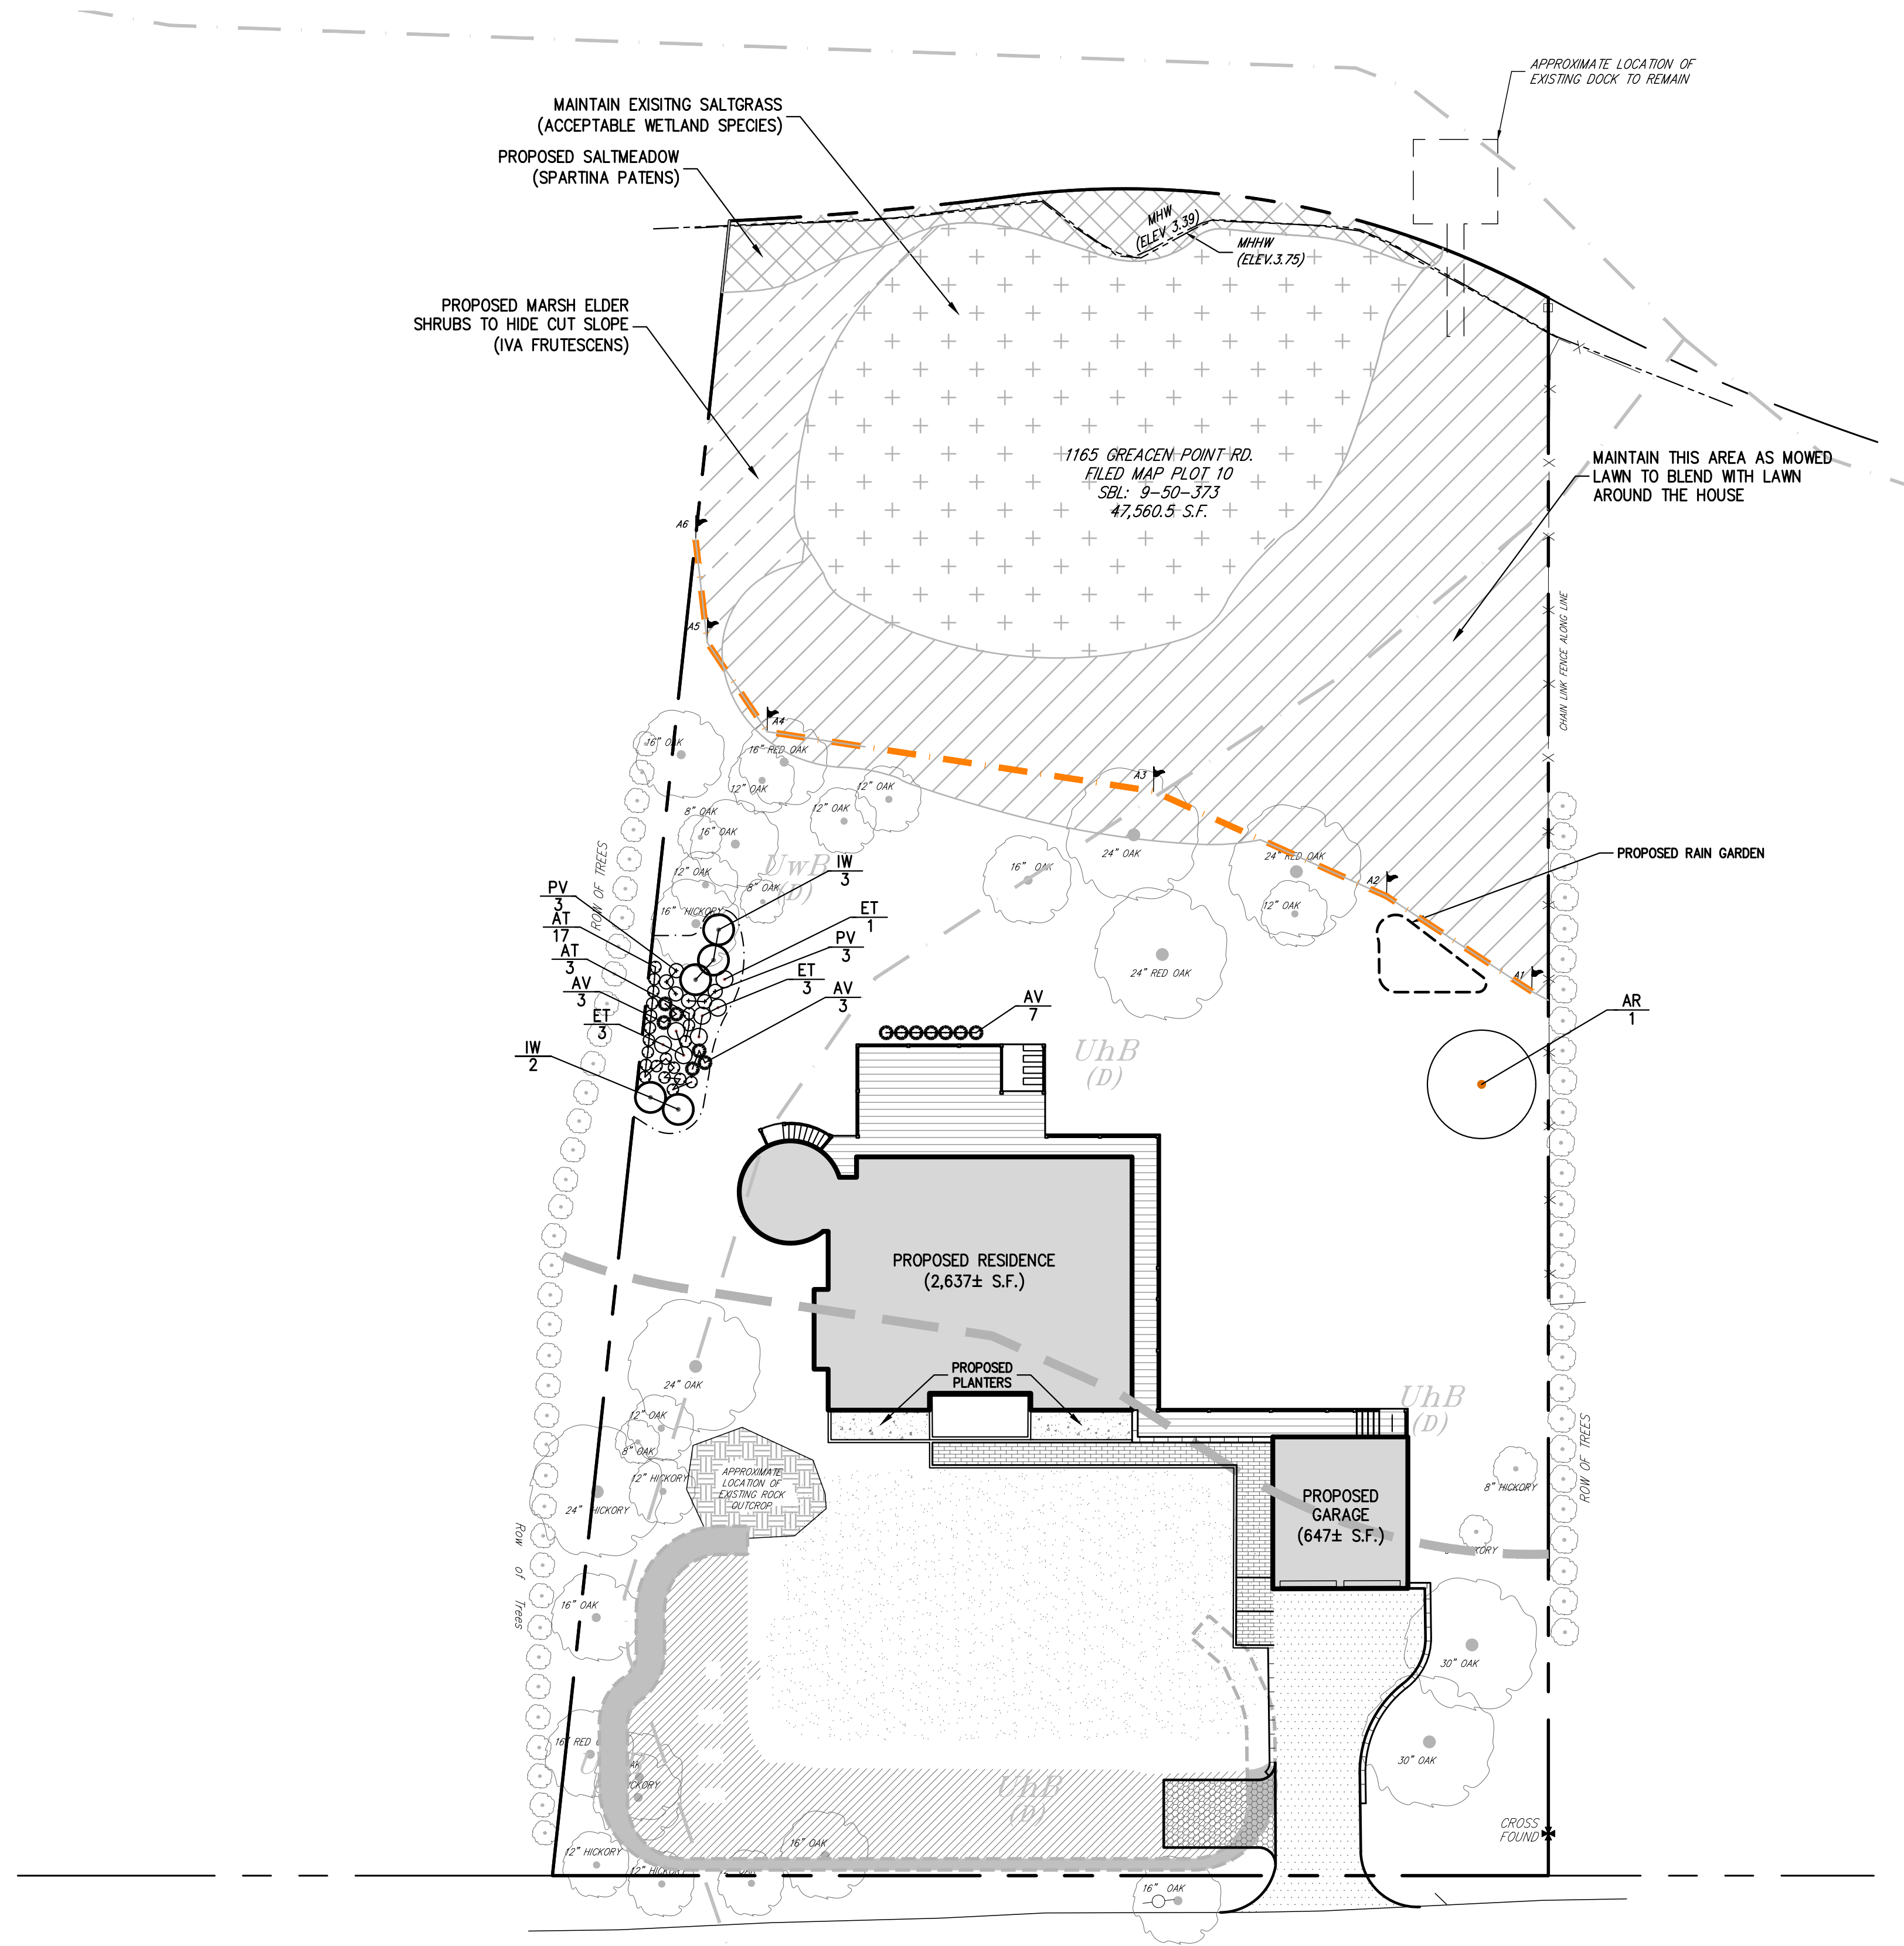 APPROXIMATE LOCATION OF
EXISTING DOCK TO REMAIN
MAINTAIN EXISITNG SALTGRASS
(ACCEPTABLE WETLAND SPECIES)
PROPOSED SALTMEADOW
(SPARTINA PATENS)
MHW
(ELEV 3.39)
MHHW
(ELEV.3.75)
PROPOSED MARSH ELDER
SHRUBS TO HIDE CUT SLOPE
(IVA FRUTESCENS)
1165 GREACEN POINT RD.
FILED MAP PLOT 10
SBL: 9-50-373
47,560.5 S.F.
MAINTAIN THIS AREA AS MOWED
LAWN TO BLEND WITH LAWN
AROUND THE HOUSE
A6
A5
CHAIN LINK FENCE ALONG LINE
A4
16" OAK
16" RED OAK
12" OAK
12" OAK
12" OAK
A3
8" OAK
16" OAK
24" OAK
24" RED OAK
PROPOSED RAIN GARDEN
ROW OF TREES
UwB
(D)
12" OAK
8" OAK
16" OAK
A2
12" OAK
16" HICKORY
IW
3
PV
3
AT
17
AT
3
AV
3
ET
3
IW
2
ET
1
PV
3
ET
3
AV
3
AV
7
24" RED OAK
A1
AR
1
UhB
(D)
PROPOSED RESIDENCE
(2,637± S.F.)
PROPOSED
PLANTERS
24" OAK
12" OAK
8" OAK
12" HICKORY
24" HICKORY
APPROXIMATE
LOCATION OF
EXISTING ROCK
OUTCROP
UhB
(D)
PROPOSED
GARAGE
(647± S.F.)
8" HICKORY
ROW OF TREES
Row of Trees
16" OAK
30" OAK
30" OAK
16" RED
UhB
(D)
CROSS
FOUND
12" HICKORY
12" HICKORY
16" OAK
16" OAK